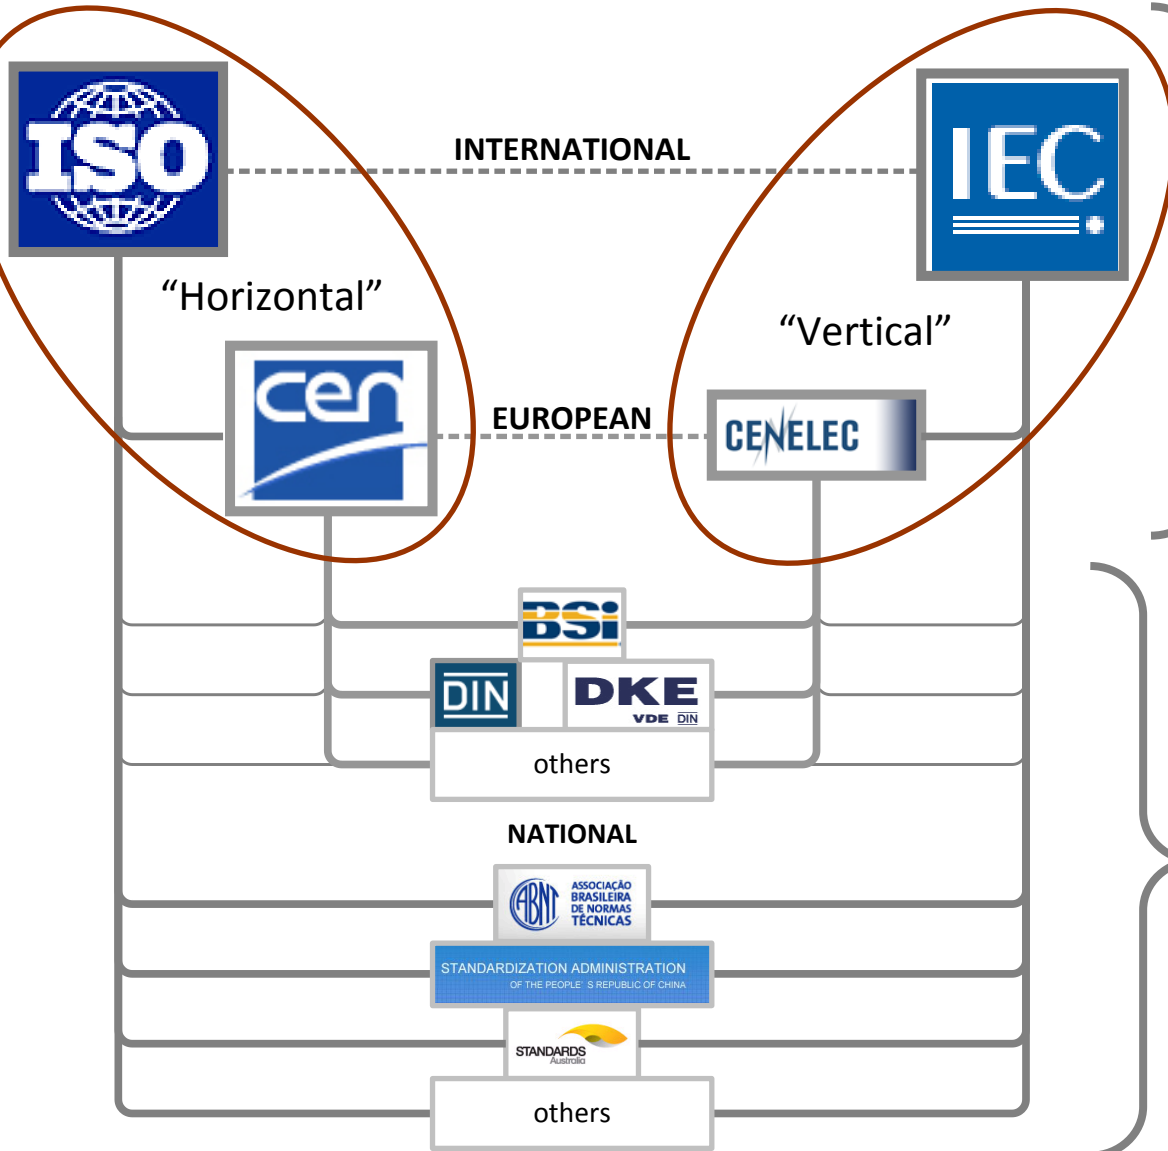 ISO
INTERNATIONAL
IEC
“Horizontal”
“Vertical”
cen
EUROPEAN
CENELEC
BSi
DIN
DKE
VDE DIN
others
NATIONAL
ABNT
ASSOCIAÇÃO
BRASILEIRA
DE NORMAS
TÉCNICAS
STANDARDIZATION ADMINISTRATION
OF THE PEOPLE' S REPUBLIC OF CHINA
STANDARDS
Australia
others